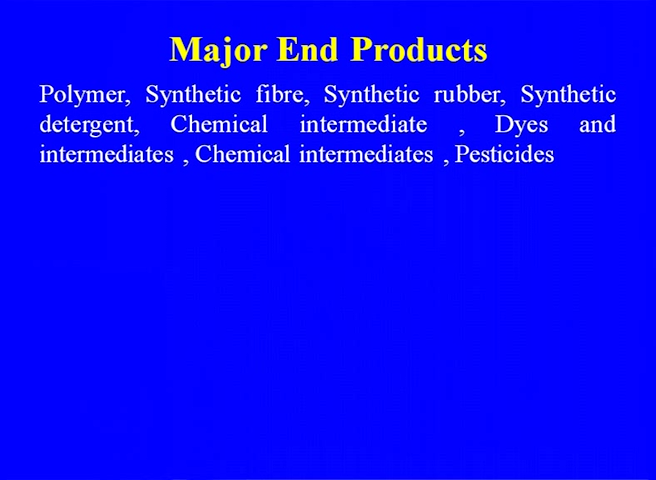 Major End Products
Polymer, Synthetic fibre, Synthetic rubber, Synthetic
detergent, Chemical intermediate , Dyes and
intermediates , Chemical intermediates , Pesticides